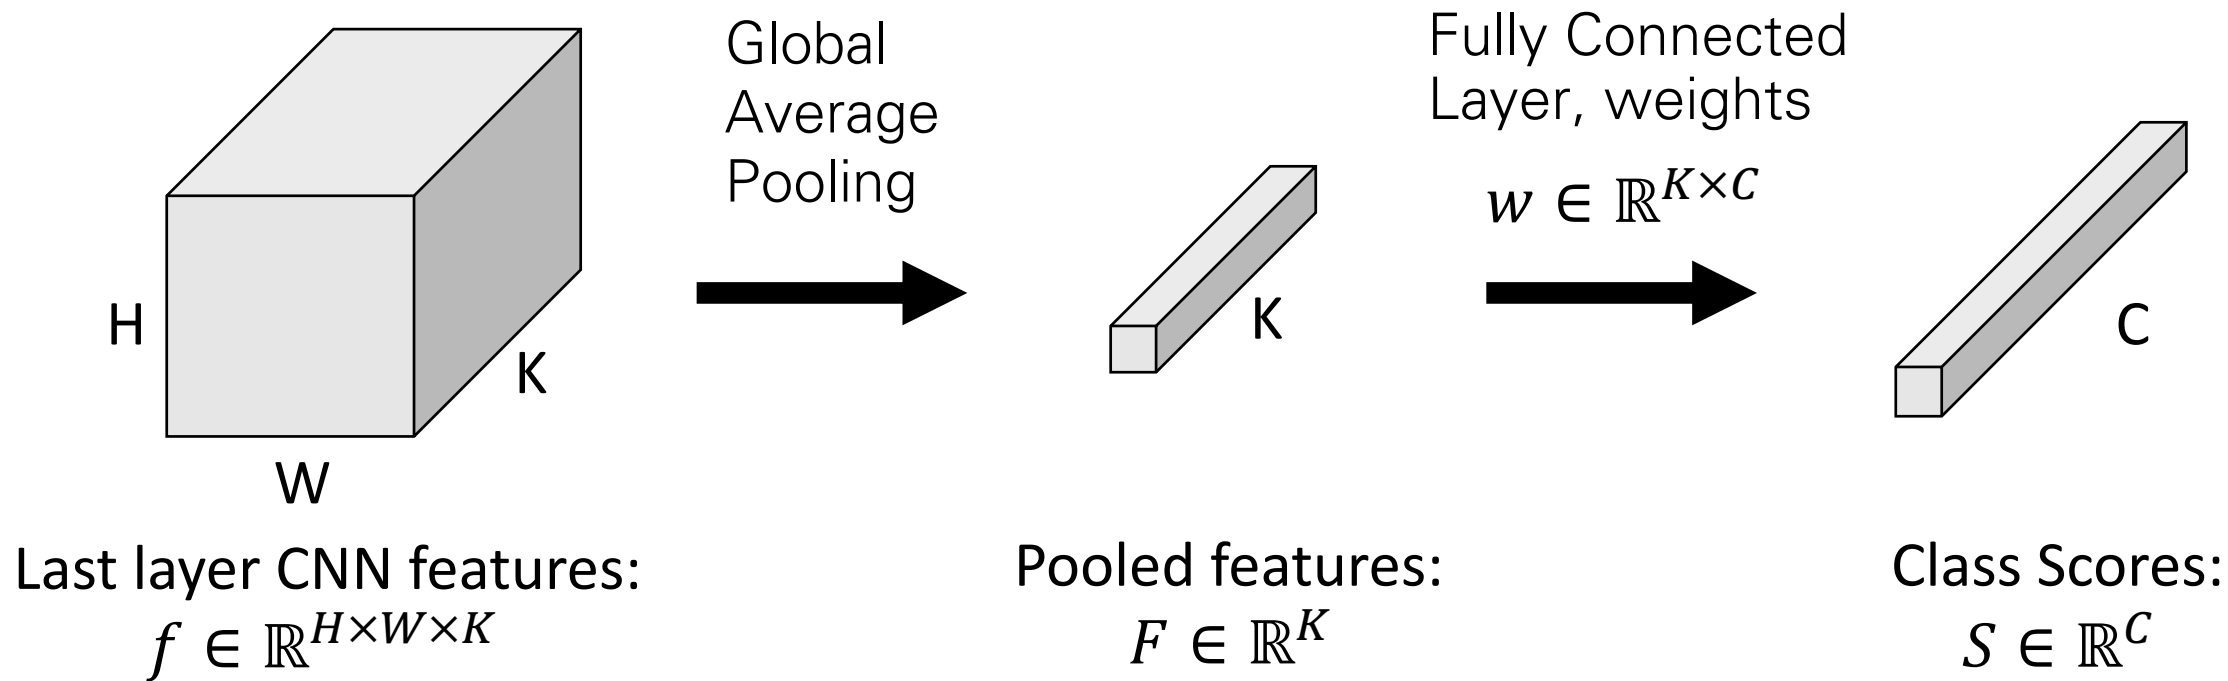 Global
Average
Pooling
Fully Connected
Layer, weights
w ∈ ℝ^{K×C}
H
W
K
K
C
Last layer CNN features:
f ∈ ℝ^{H×W×K}
Pooled features:
F ∈ ℝ^K
Class Scores:
S ∈ ℝ^C